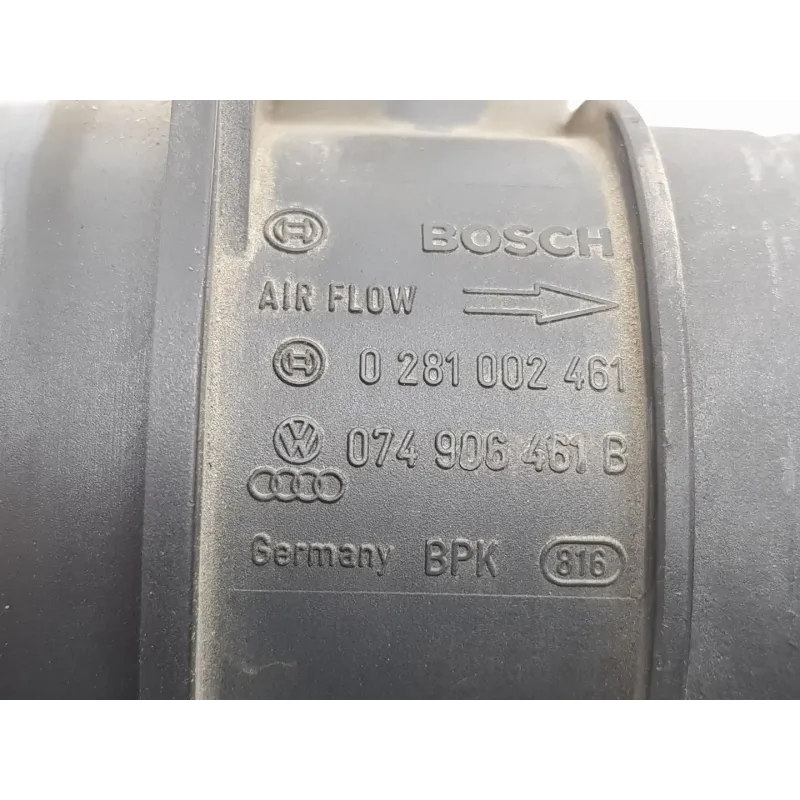 BOSCH
AIR FLOW
0 281 002 461
074 906 461 B
Germany BPK 816